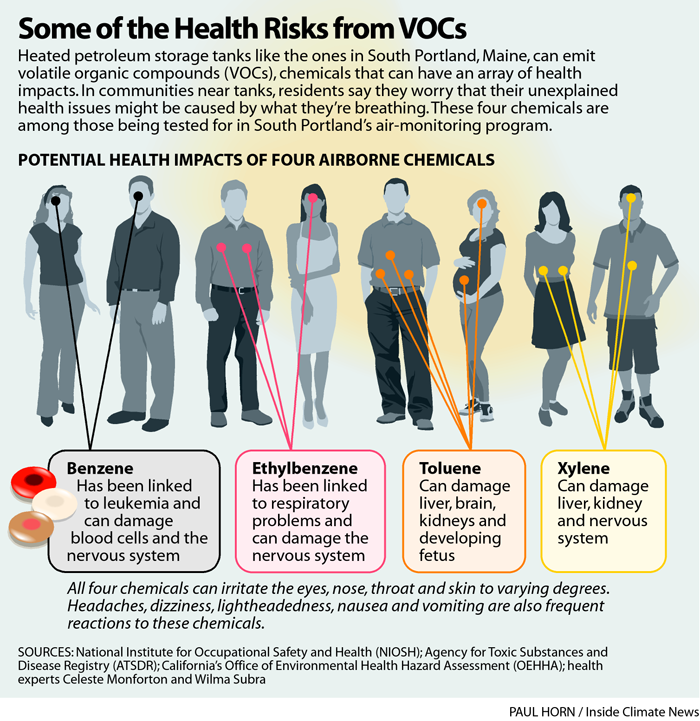 Some of the Health Risks from VOCs
Heated petroleum storage tanks like the ones in South Portland, Maine, can emit
volatile organic compounds (VOCs), chemicals that can have an array of health
impacts. In communities near tanks, residents say they worry that their unexplained
health issues might be caused by what they're breathing. These four chemicals are
among those being tested for in South Portland's air-monitoring program.
POTENTIAL HEALTH IMPACTS OF FOUR AIRBORNE CHEMICALS
Benzene
Has been linked
to leukemia and
can damage
blood cells and the
nervous system
Ethylbenzene
Has been linked
to respiratory
problems and
can damage the
nervous system
Toluene
Can damage
liver, brain,
kidneys and
developing
fetus
Xylene
Can damage
liver, kidney
and nervous
system
All four chemicals can irritate the eyes, nose, throat and skin to varying degrees.
Headaches, dizziness, lightheadedness, nausea and vomiting are also frequent
reactions to these chemicals.
SOURCES: National Institute for Occupational Safety and Health (NIOSH); Agency for Toxic Substances and
Disease Registry (ATSDR); California's Office of Environmental Health Hazard Assessment (OEHHA); health
experts Celeste Monforton and Wilma Subra
PAUL HORN / Inside Climate News